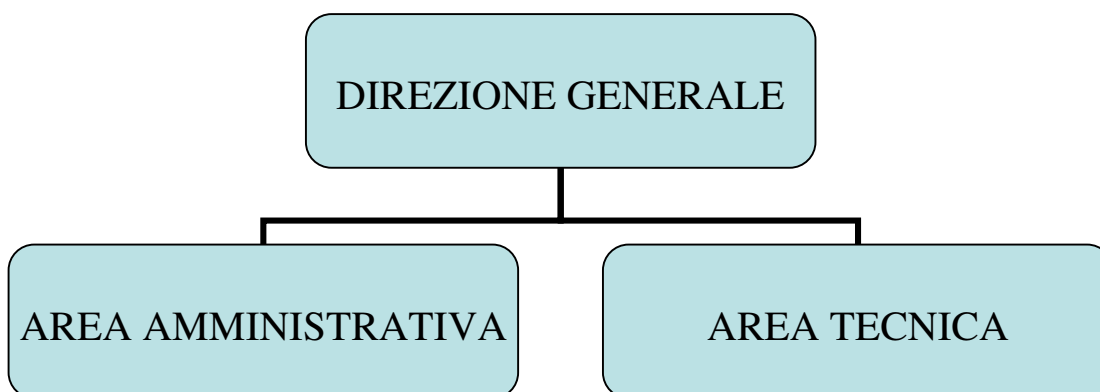 DIREZIONE GENERALE
AREA AMMINISTRATIVA
AREA TECNICA